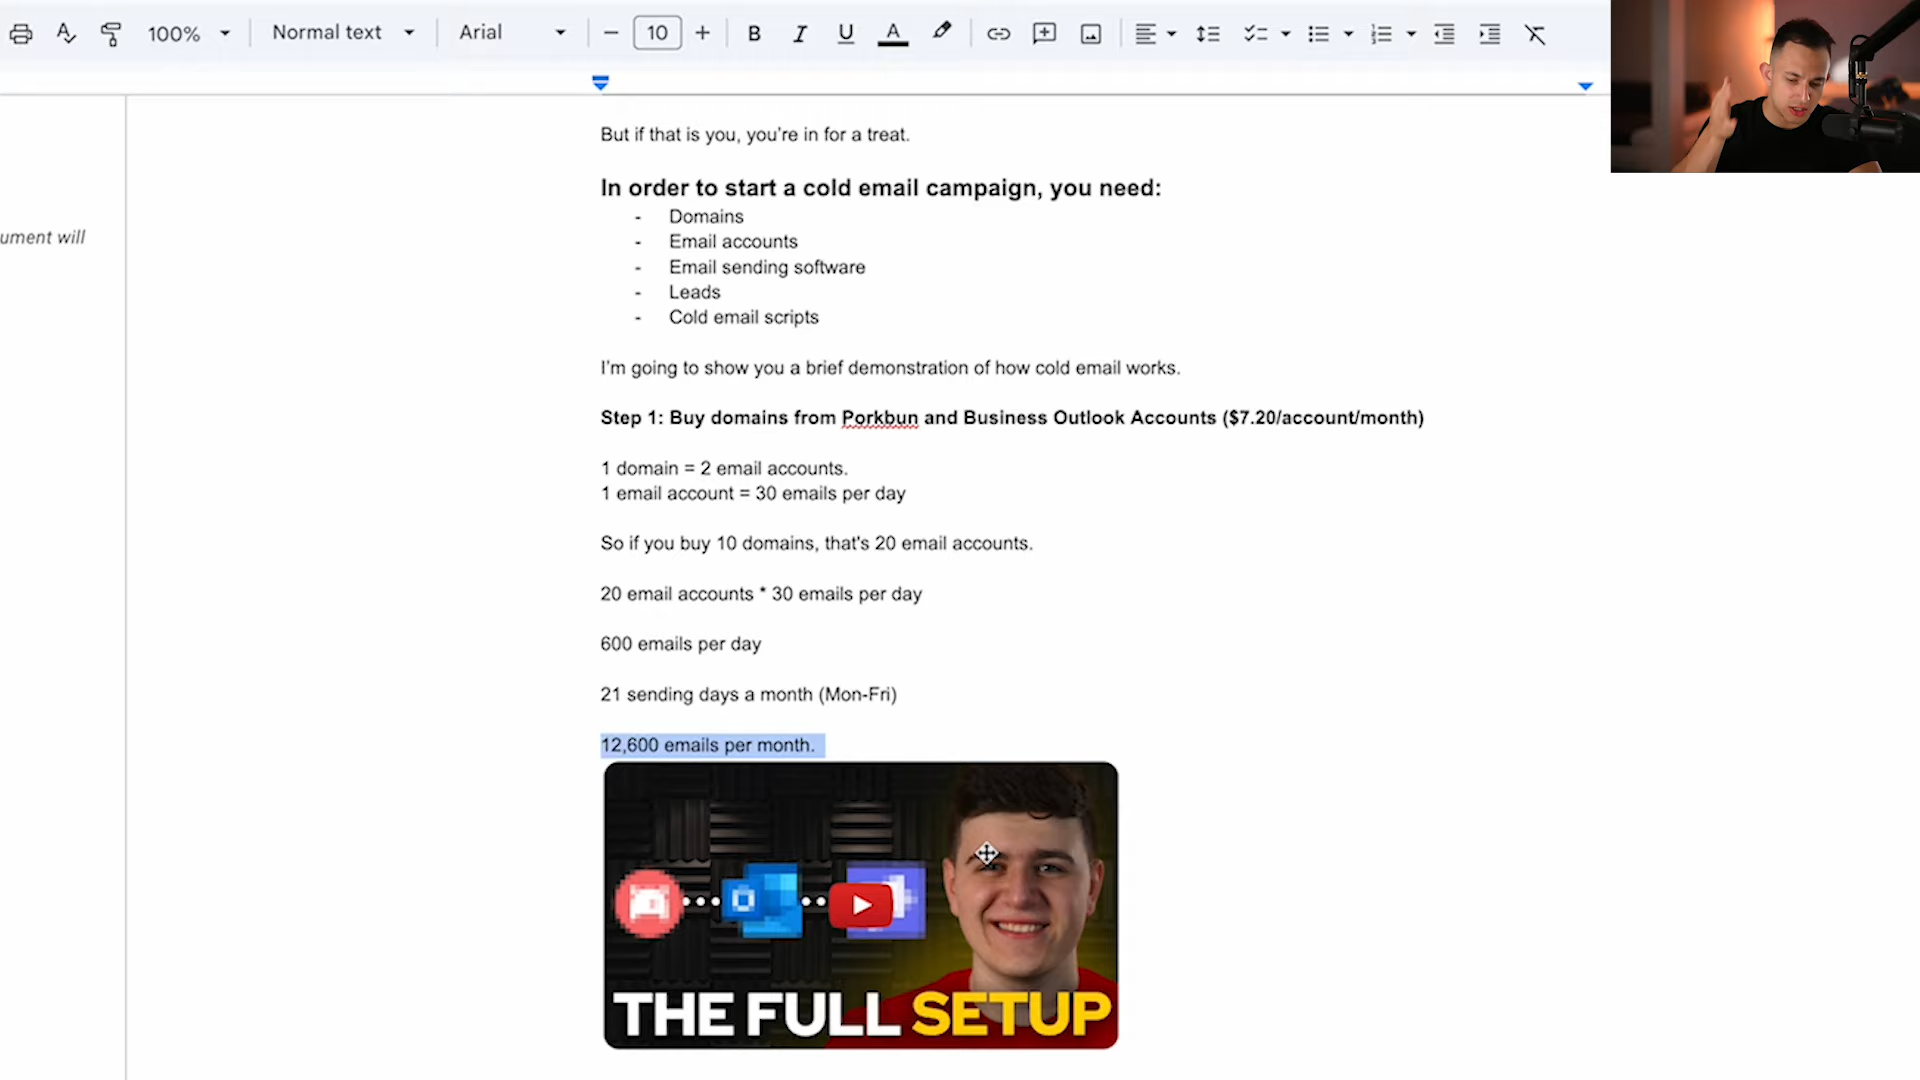 100%
Normal text
Arial
10
B
I
U
A
ument will
But if that is you, you're in for a treat.
In order to start a cold email campaign, you need:
- Domains
- Email accounts
- Email sending software
- Leads
- Cold email scripts
I'm going to show you a brief demonstration of how cold email works.
Step 1: Buy domains from Porkbun and Business Outlook Accounts ($7.20/account/month)
1 domain = 2 email accounts.
1 email account = 30 emails per day
So if you buy 10 domains, that's 20 email accounts.
20 email accounts * 30 emails per day
600 emails per day
21 sending days a month (Mon-Fri)
12,600 emails per month.
THE FULL SETUP